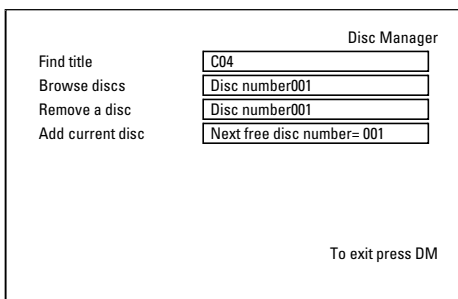 Disc Manager
Find title C04
Browse discs Disc number001
Remove a disc Disc number001
Add current disc Next free disc number= 001
To exit press DM